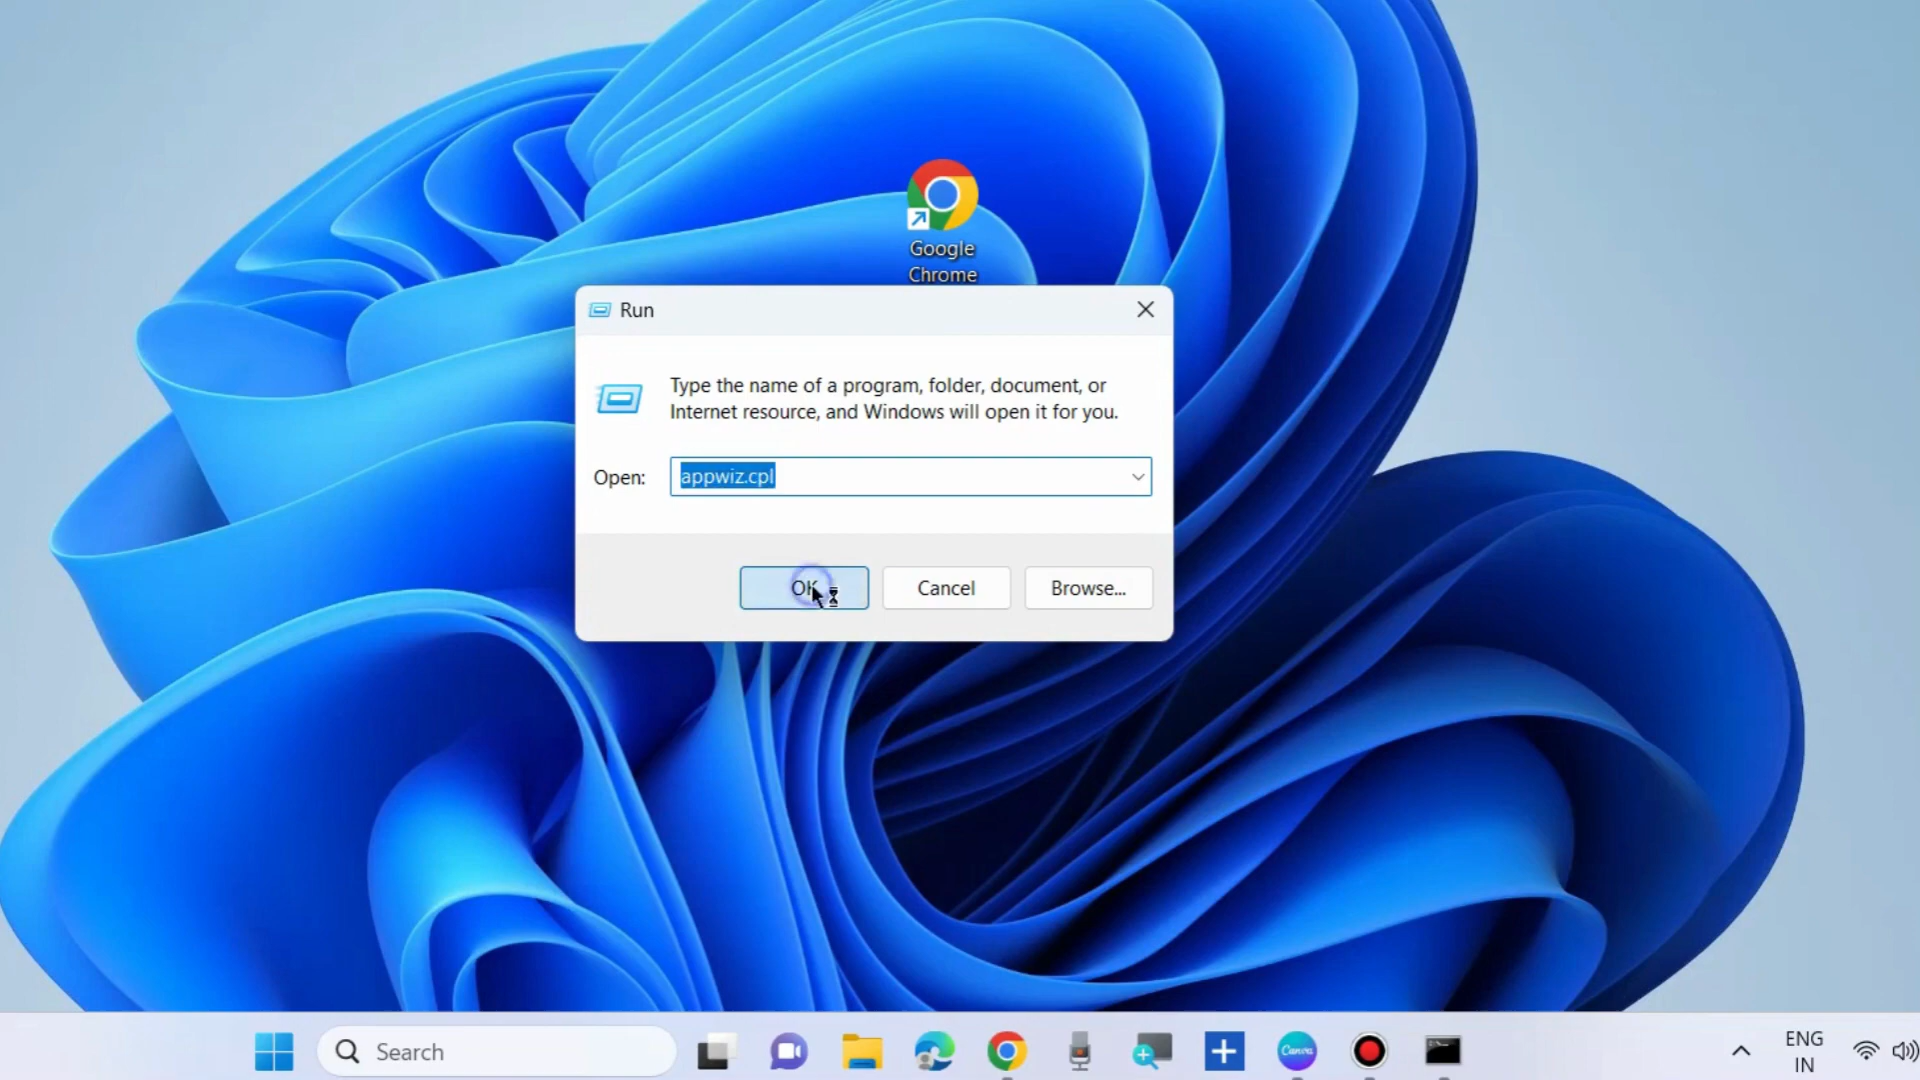 Google
Chrome
Run
Type the name of a program, folder, document, or
Internet resource, and Windows will open it for you.
Open:
appwiz.cpl
OK
Cancel
Browse...
Search
Canva
ENG
IN